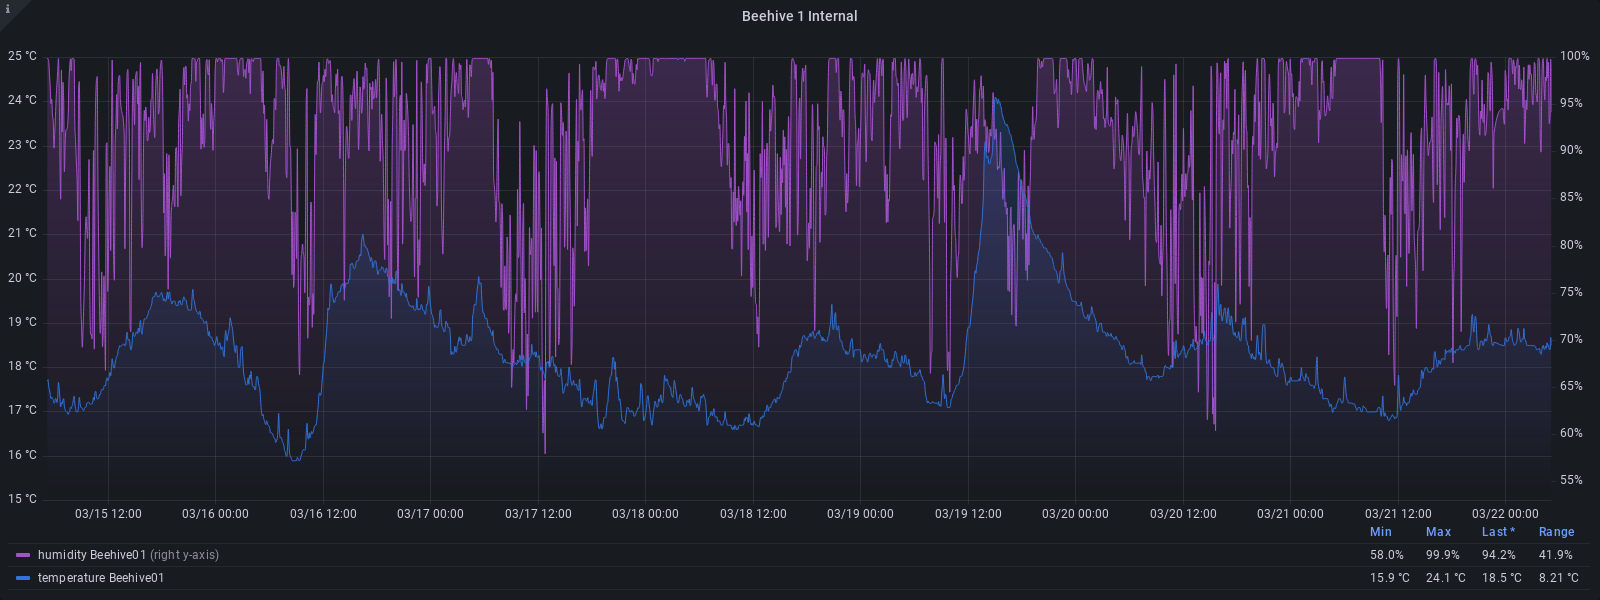 i
Beehive 1 Internal
25 °C 100%
24 °C 95%
23 °C 90%
22 °C 85%
21 °C 80%
20 °C 75%
19 °C 70%
18 °C 65%
17 °C 60%
16 °C 55%
15 °C
03/15 12:00 03/16 00:00 03/16 12:00 03/17 00:00 03/17 12:00 03/18 00:00 03/18 12:00 03/19 00:00 03/19 12:00 03/20 00:00 03/20 12:00 03/21 00:00 03/21 12:00 03/22 00:00
Min Max Last * Range
humidity Beehive01 (right y-axis) 58.0% 99.9% 94.2% 41.9%
temperature Beehive01 15.9 °C 24.1 °C 18.5 °C 8.21 °C